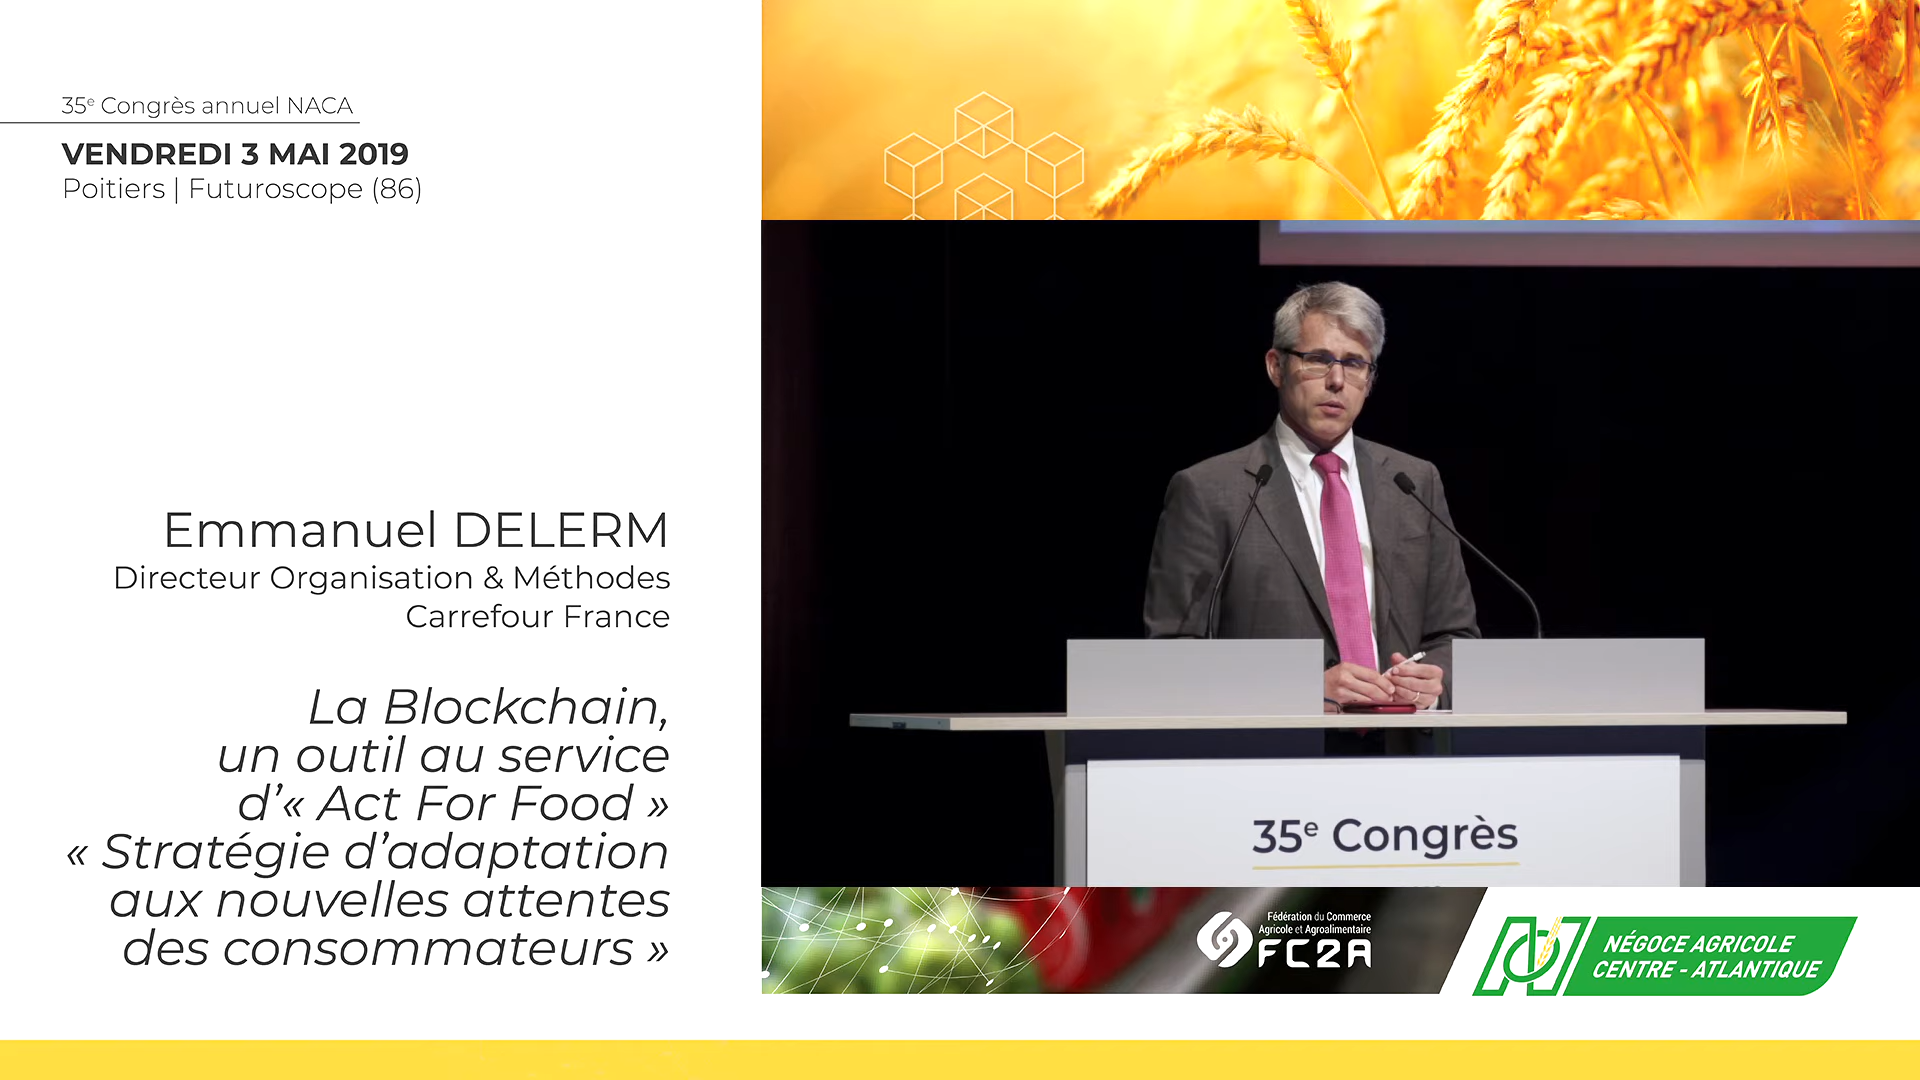 35e Congrès annuel NACA
VENDREDI 3 MAI 2019
Poitiers | Futuroscope (86)
Emmanuel DELERM
Directeur Organisation & Méthodes
Carrefour France
La Blockchain,
un outil au service
d’« Act For Food »
« Stratégie d’adaptation
aux nouvelles attentes
des consommateurs »
35e Congrès
Fédération du Commerce
Agricole et Agroalimentaire
FC2A
NÉGOCE AGRICOLE
CENTRE - ATLANTIQUE